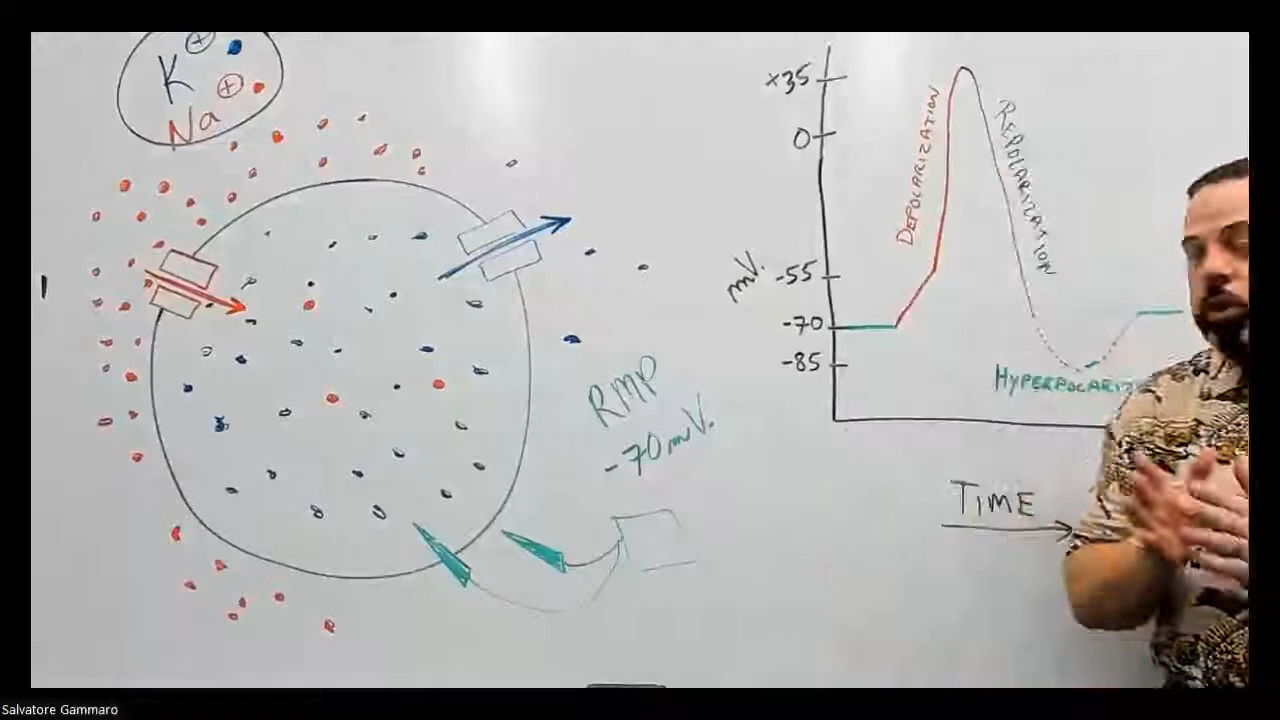 K +
Na +
RMP
-70 mV.
+35
0
-55
-70
-85
mV.
DEPOLARIZATION
REPOLARIZATION
TIME
Salvatore Gammaro